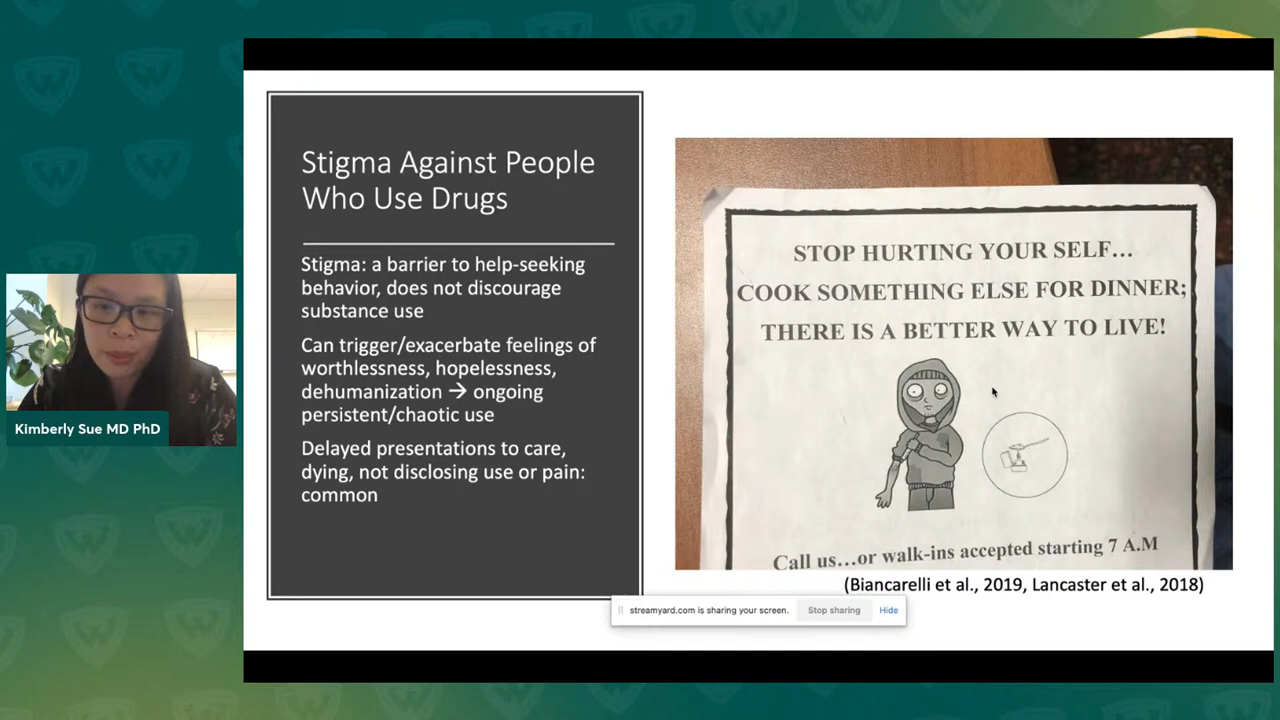 Stigma Against People
Who Use Drugs
Stigma: a barrier to help-seeking
behavior, does not discourage
substance use
Can trigger/exacerbate feelings of
worthlessness, hopelessness,
dehumanization → ongoing
persistent/chaotic use
Delayed presentations to care,
dying, not disclosing use or pain:
common
STOP HURTING YOUR SELF...
COOK SOMETHING ELSE FOR DINNER;
THERE IS A BETTER WAY TO LIVE!
Call us...or walk-ins accepted starting 7 A.M
(Biancarelli et al., 2019, Lancaster et al., 2018)
streamyard.com is sharing your screen. Stop sharing Hide
Kimberly Sue MD PhD